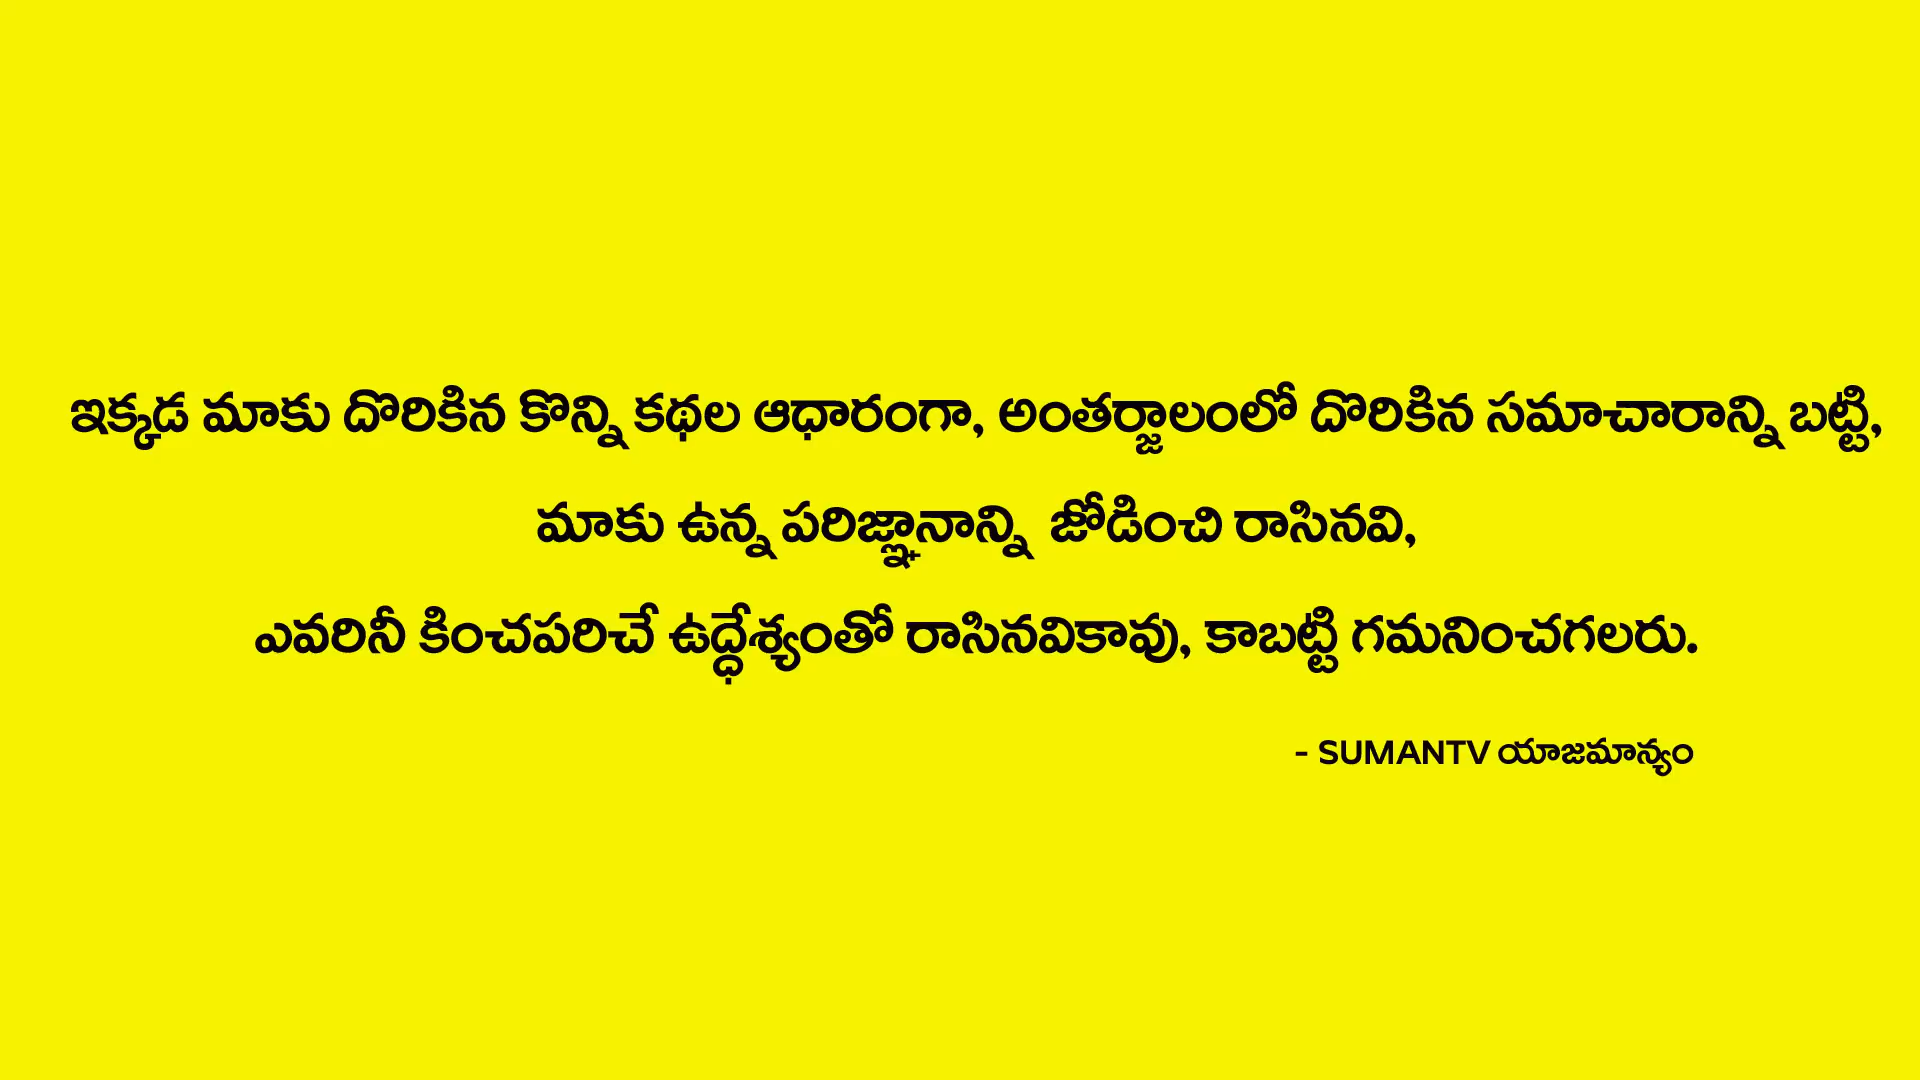 ఇక్కడ మాకు దొరికిన కొన్ని కథల ఆధారంగా, అంతర్జాలంలో దొరికిన సమాచారాన్ని బట్టి,
మాకు ఉన్న పరిజ్ఞానాన్ని జోడించి రాసినవి,
ఎవరినీ కించపరిచే ఉద్ధేశ్యంతో రాసినవికావు, కాబట్టి గమనించగలరు.
- SUMANTV యాజమాన్యం